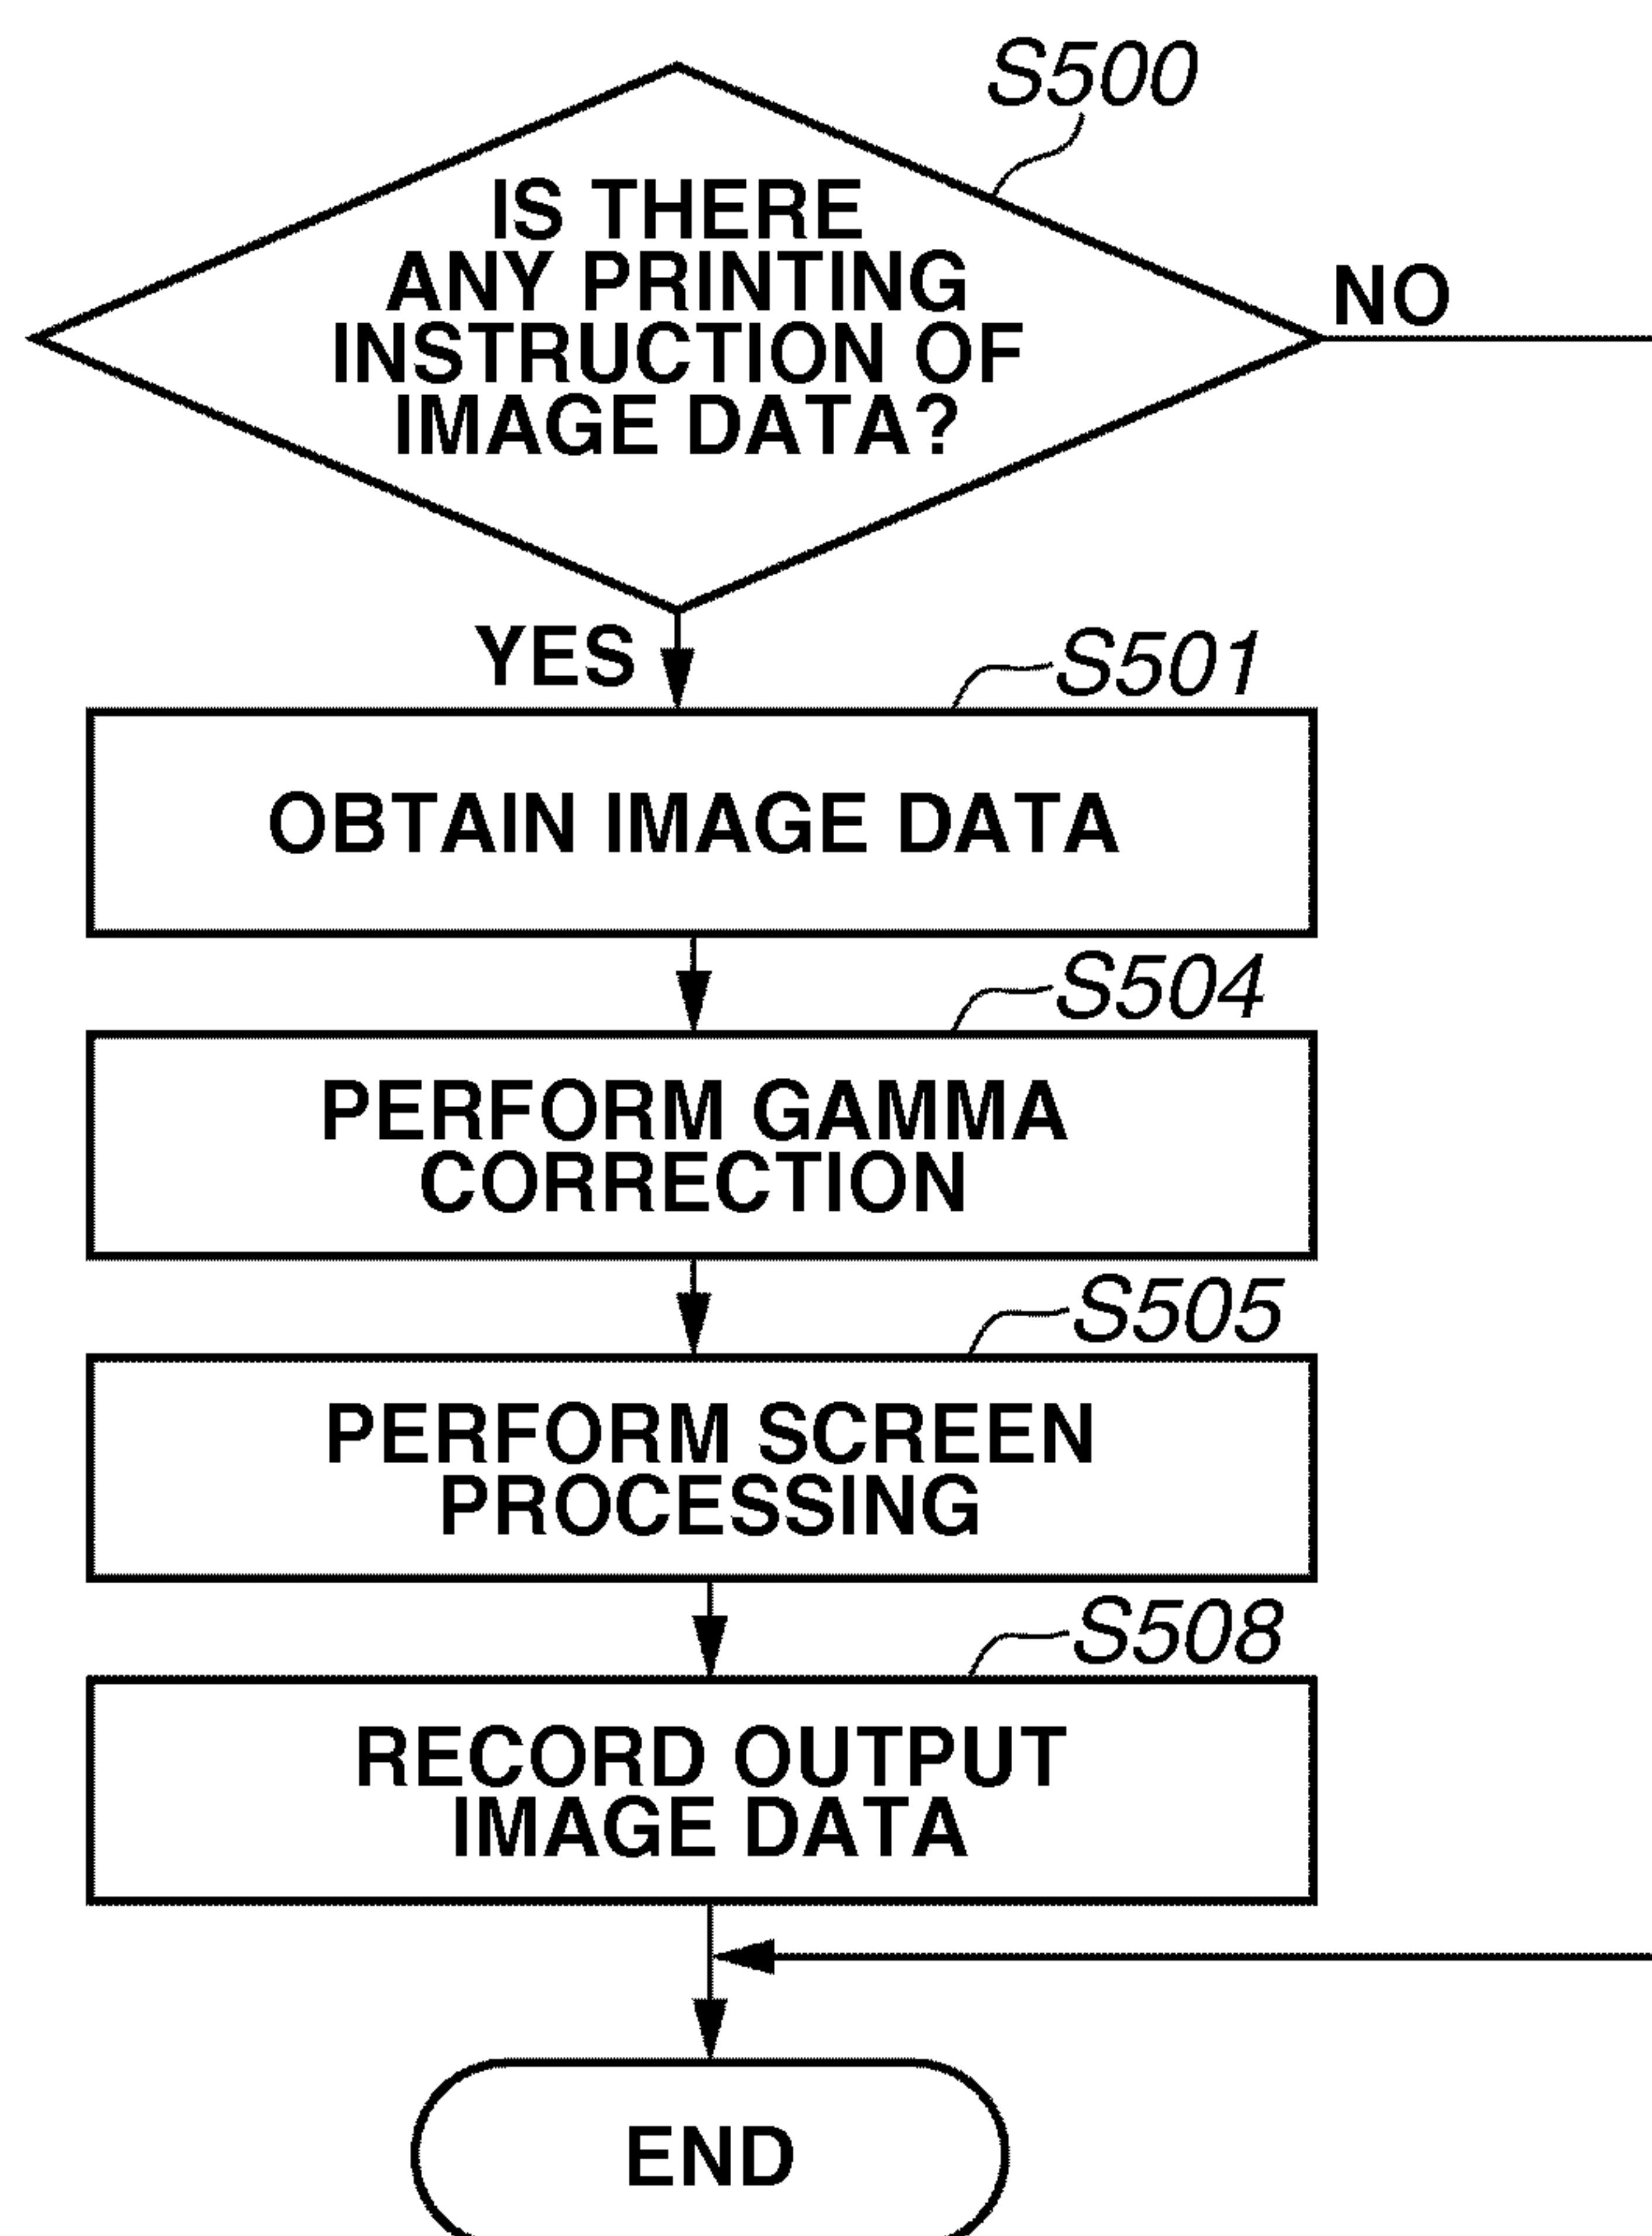 S500
IS THERE
ANY PRINTING
INSTRUCTION OF
IMAGE DATA?
NO
YES
S501
OBTAIN IMAGE DATA
S504
PERFORM GAMMA
CORRECTION
S505
PERFORM SCREEN
PROCESSING
S508
RECORD OUTPUT
IMAGE DATA
END